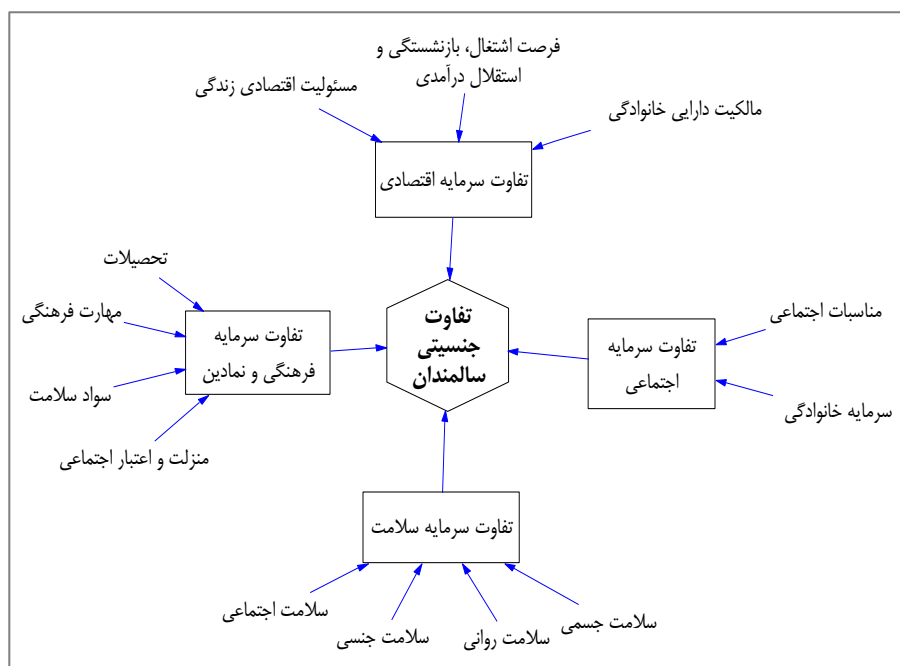 فرصت اشتغال، بازنشستگی و
استقلال درآمدی
مسئولیت اقتصادی زندگی
مالکیت دارایی خانوادگی
تفاوت سرمایه اقتصادی
تحصیلات
مهارت فرهنگی
سواد سلامت
منزلت و اعتبار اجتماعی
تفاوت سرمایه
فرهنگی و نمادین
تفاوت
جنسیتی
سالمندان
تفاوت سرمایه
اجتماعی
مناسبات اجتماعی
سرمایه خانوادگی
تفاوت سرمایه سلامت
سلامت جسمی
سلامت روانی
سلامت جنسی
سلامت اجتماعی